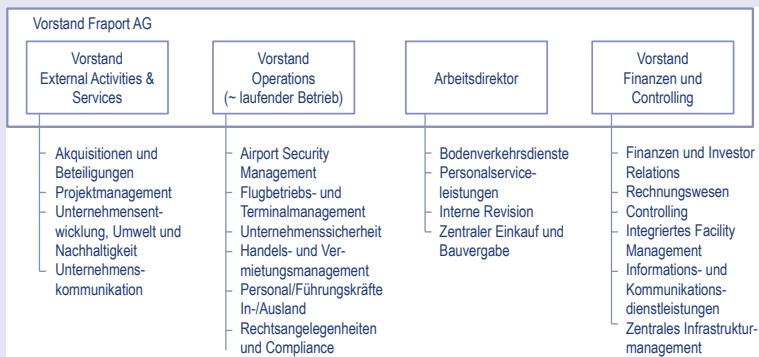 Vorstand Fraport AG
Vorstand
External Activities &
Services
Vorstand
Operations
(~ laufender Betrieb)
Arbeitsdirektor
Vorstand
Finanzen und
Controlling
Akquisitionen und
Beteiligungen
Projektmanagement
Unternehmensent-
wicklung, Umwelt und
Nachhaltigkeit
Unternehmens-
kommunikation
Airport Security
Management
Flugbetriebs- und
Terminalmanagement
Unternehmenssicherheit
Handels- und Ver-
mietungsmanagement
Personal/Führungskräfte
In-/Ausland
Rechtsangelegenheiten
und Compliance
Bodenverkehrsdienste
Personalservice-
leistungen
Interne Revision
Zentraler Einkauf und
Bauvergabe
Finanzen und Investor
Relations
Rechnungswesen
Controlling
Integriertes Facility
Management
Informations- und
Kommunikations-
dienstleistungen
Zentrales Infrastruktur-
management